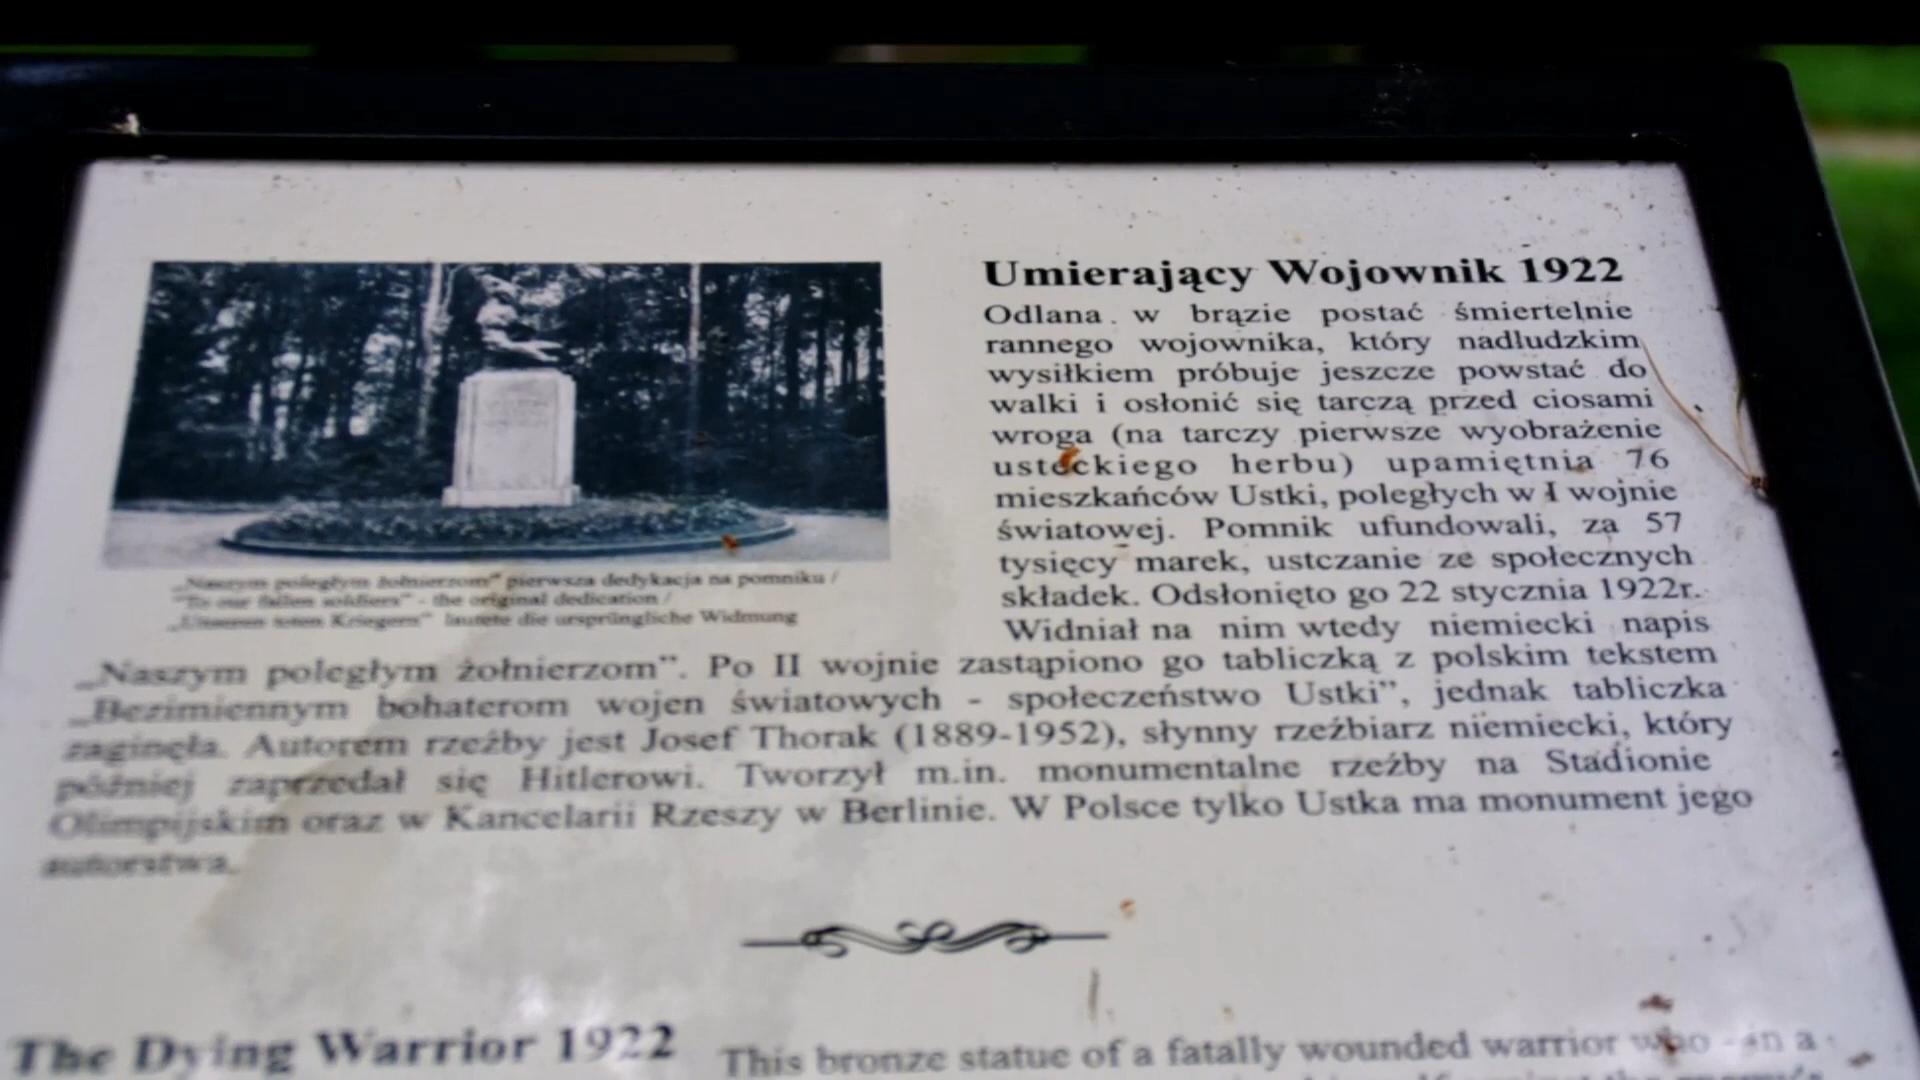 Umierający Wojownik 1922
Odlana w brązie postać śmiertelnie
rannego wojownika, który nadludzkim
wysiłkiem próbuje jeszcze powstać do
walki i osłonić się tarczą przed ciosami
wroga (na tarczy pierwsze wyobrażenie
usteckiego herbu) upamiętnia 76
mieszkańców Ustki, poległych w I wojnie
światowej. Pomnik ufundowali, za 57
tysięcy marek, ustczanie ze społecznych
składek. Odsłonięto go 22 stycznia 1922r.
Widniał na nim wtedy niemiecki napis
„Naszym poległym żołnierzom”. Po II wojnie zastąpiono go tabliczką z polskim tekstem
„Bezimiennym bohaterom wojen światowych - społeczeństwo Ustki”, jednak tabliczka
zaginęła. Autorem rzeźby jest Josef Thorak (1889-1952), słynny rzeźbiarz niemiecki, który
później zaprzedał się Hitlerowi. Tworzył m.in. monumentalne rzeźby na Stadionie
Olimpijskim oraz w Kancelarii Rzeszy w Berlinie. W Polsce tylko Ustka ma monument jego
autorstwa.
„Naszym poległym żołnierzom” pierwsza dedykacja na pomniku /
“To our fallen soldiers” - the original dedication /
„Unseren toten Kriegern” lautete die ursprüngliche Widmung
The Dying Warrior 1922
This bronze statue of a fatally wounded warrior who - in a
against the enemy's